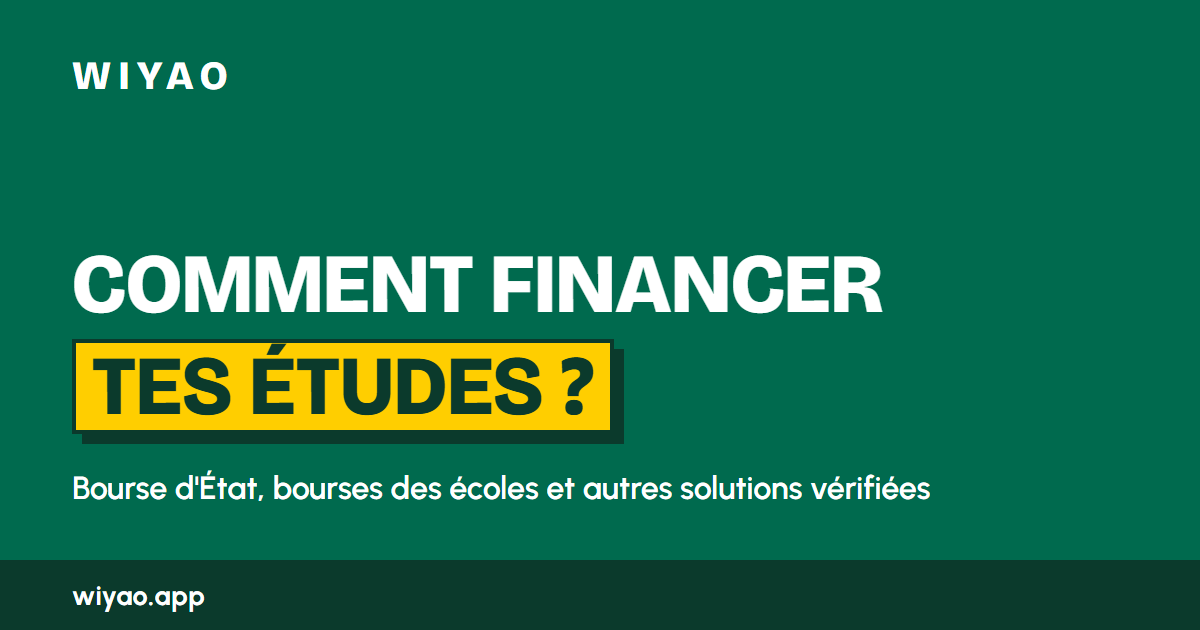 WIYAO
COMMENT FINANCER
TES ÉTUDES ?
Bourse d'État, bourses des écoles et autres solutions vérifiées
wiyao.app